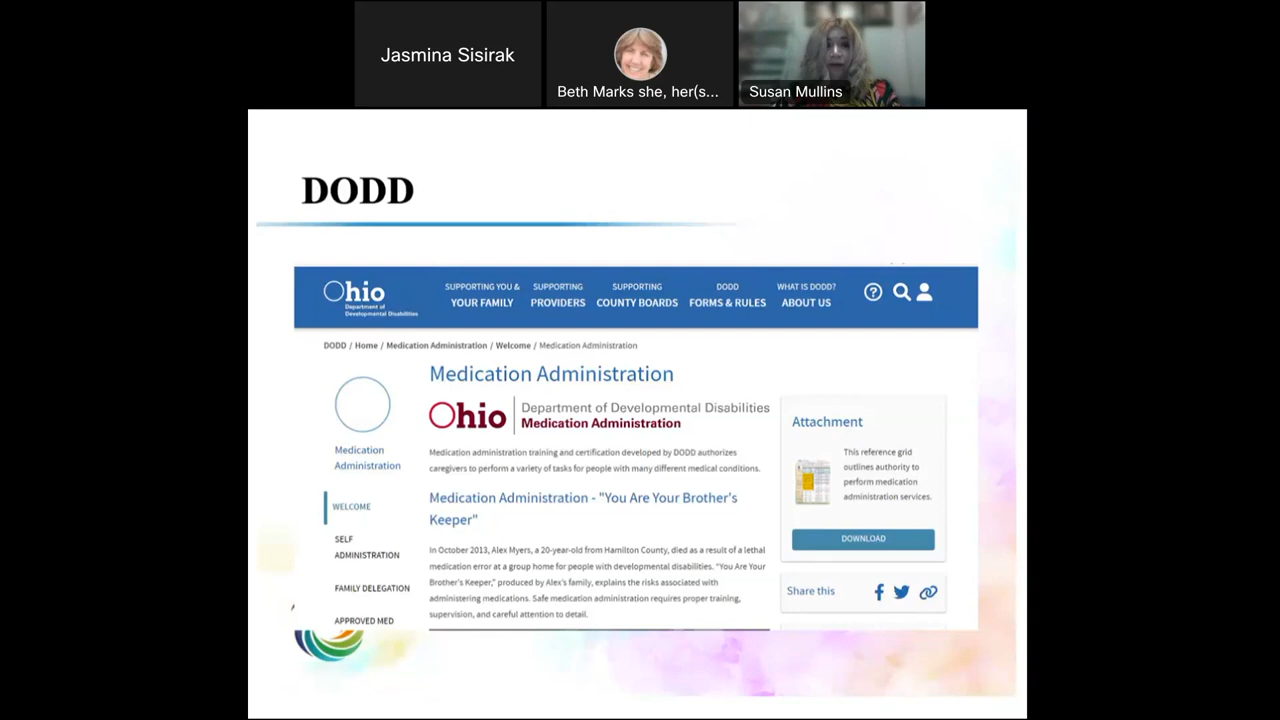 Jasmina Sisirak
Beth Marks she, her(s...
Susan Mullins
DODD
Ohio
Department of
Developmental Disabilities
SUPPORTING YOU &
YOUR FAMILY
SUPPORTING
PROVIDERS
SUPPORTING
COUNTY BOARDS
DODD
FORMS & RULES
WHAT IS DODD?
ABOUT US
?
DODD / Home / Medication Administration / Welcome / Medication Administration
Medication
Administration
WELCOME
SELF
ADMINISTRATION
FAMILY DELEGATION
APPROVED MED
Medication Administration
Ohio
Department of Developmental Disabilities
Medication Administration
Medication administration training and certification developed by DODD authorizes
caregivers to perform a variety of tasks for people with many different medical conditions.
Medication Administration - "You Are Your Brother's
Keeper"
In October 2013, Alex Myers, a 20-year-old from Hamilton County, died as a result of a lethal
medication error at a group home for people with developmental disabilities. "You Are Your
Brother's Keeper," produced by Alex's family, explains the risks associated with
administering medications. Safe medication administration requires proper training,
supervision, and careful attention to detail.
Attachment
This reference grid
outlines authority to
perform medication
administration services.
DOWNLOAD
Share this